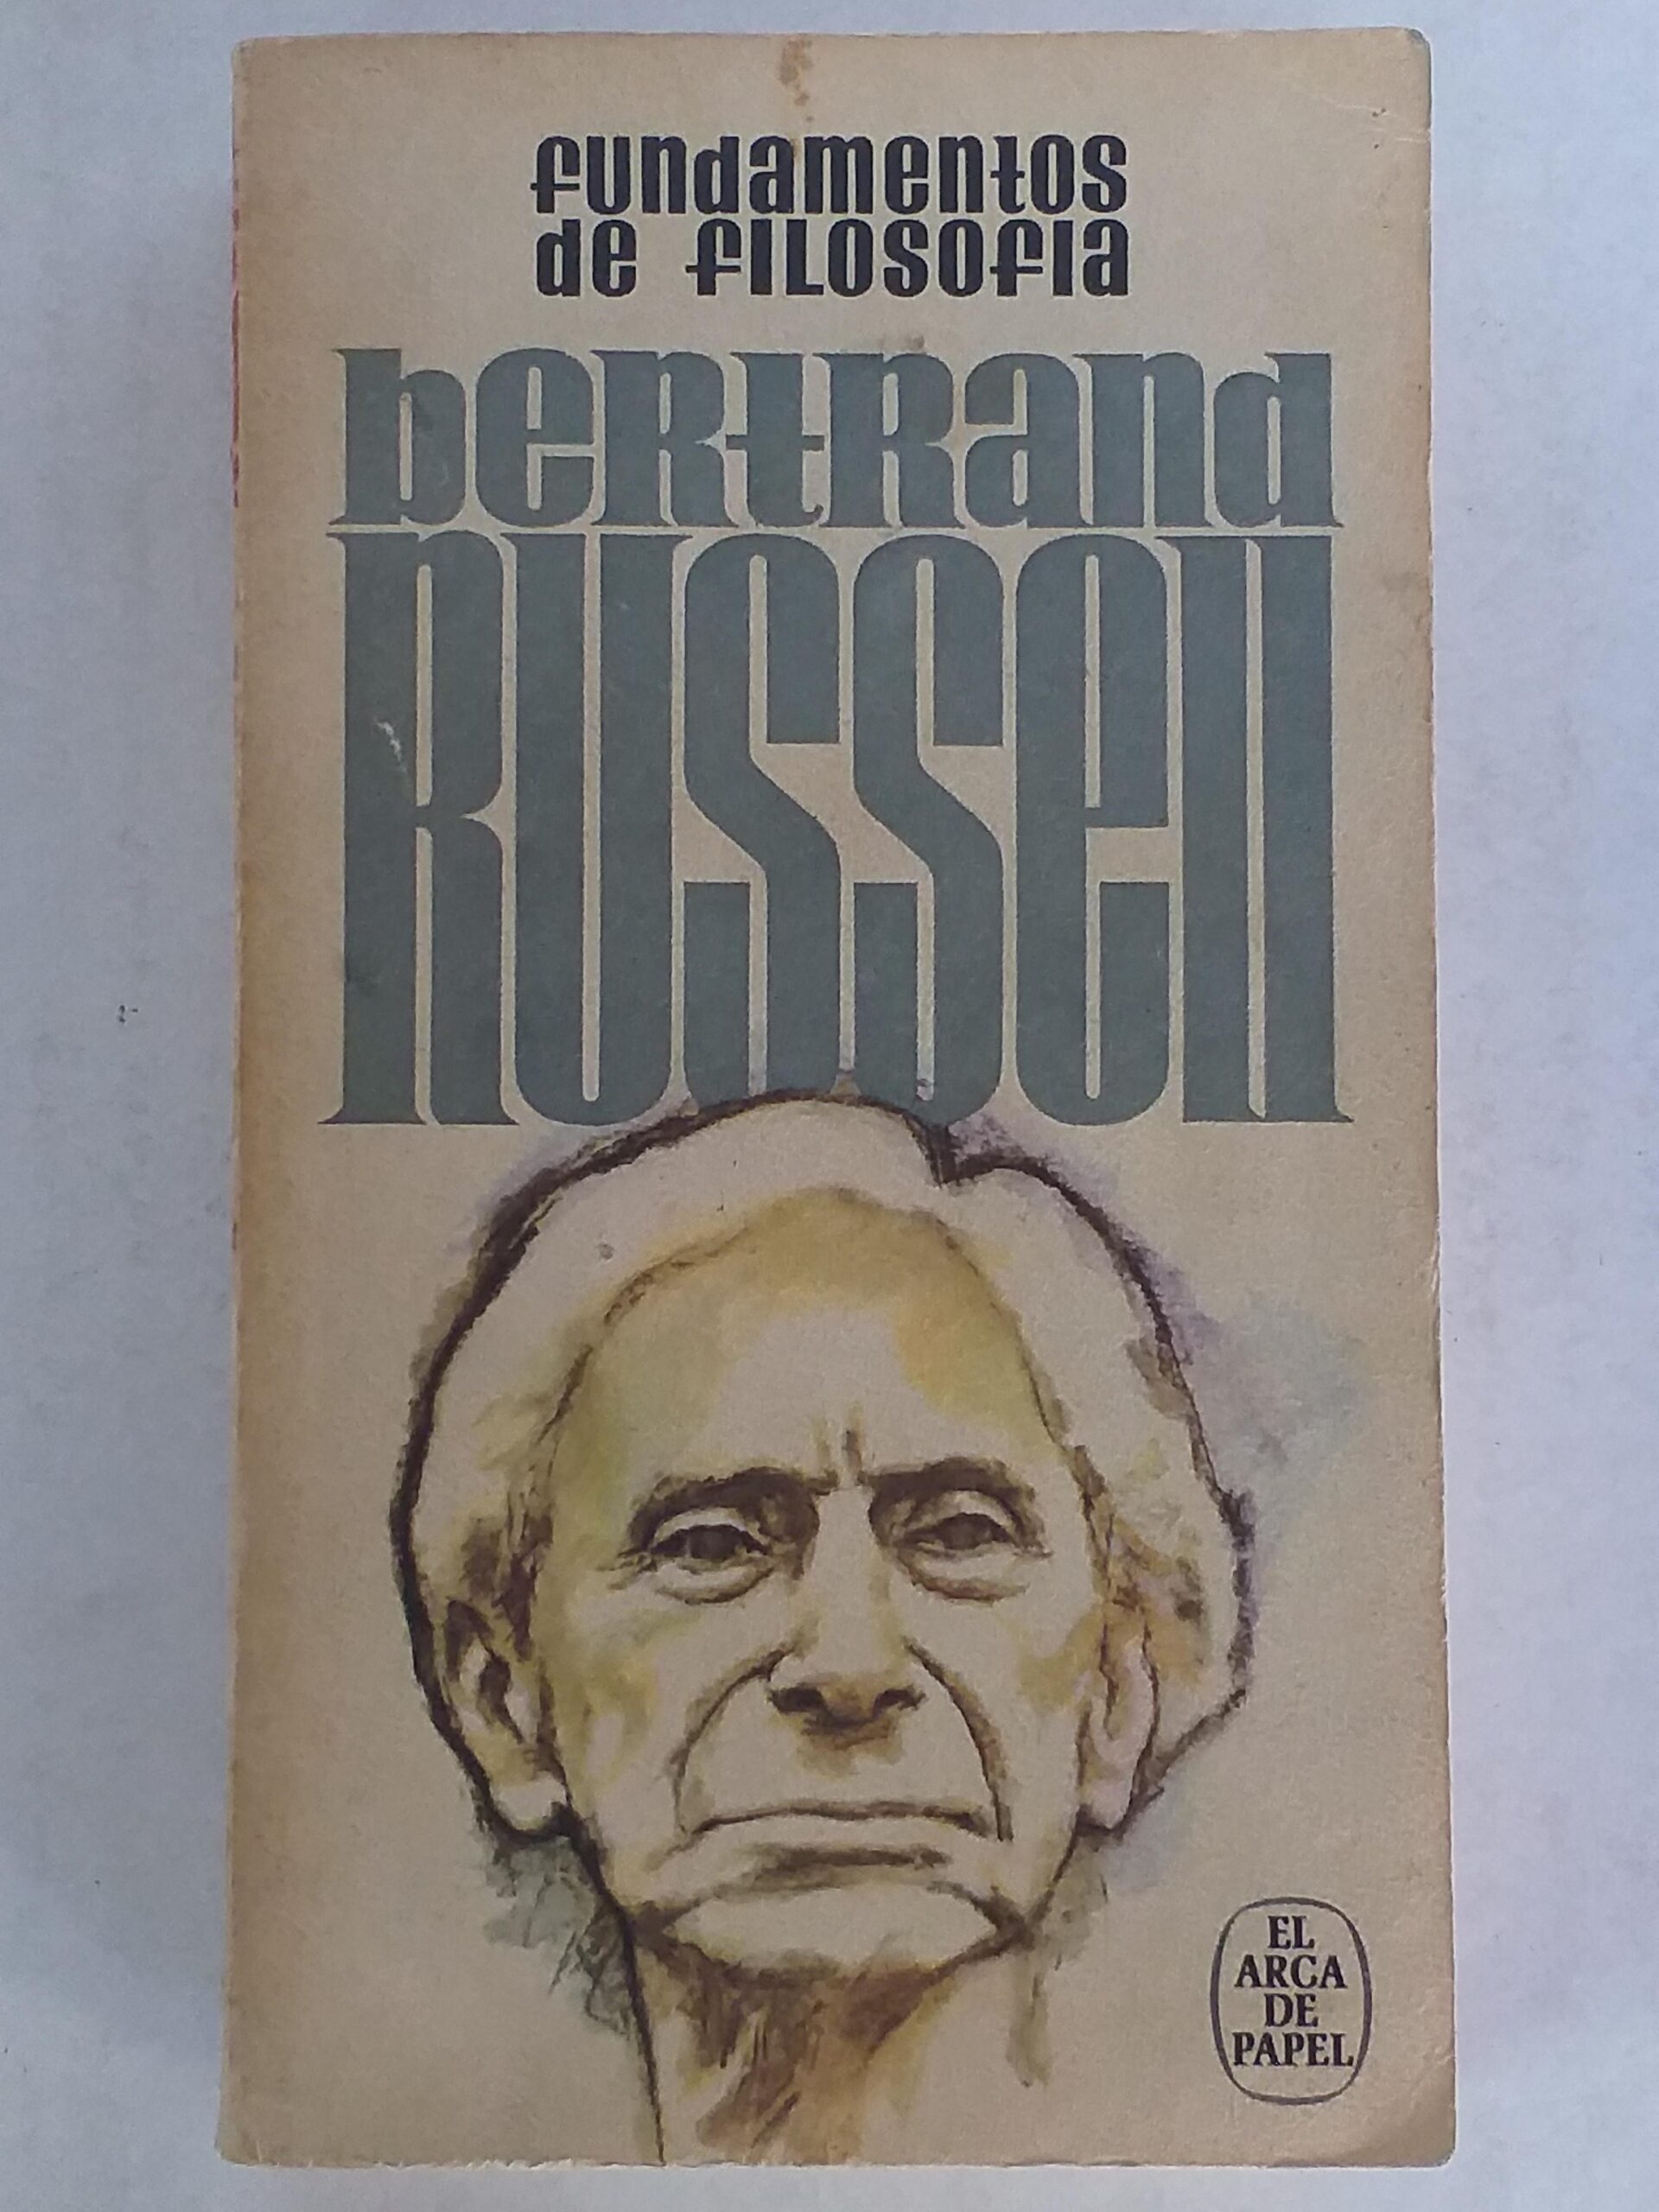 fundamentos
de filosofia
bertrand
Russell
EL
ARCA
DE
PAPEL